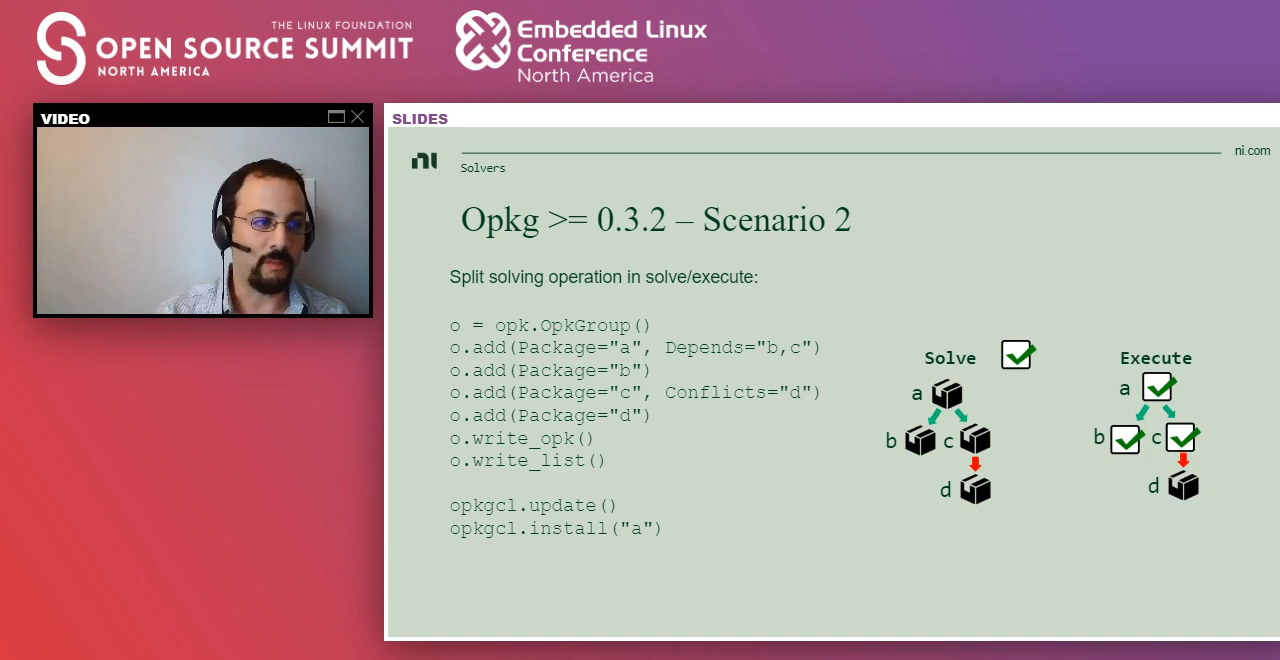 THE LINUX FOUNDATION
OPEN SOURCE SUMMIT
NORTH AMERICA
Embedded Linux
Conference
North America
VIDEO
SLIDES
ni
ni.com
Solvers
Opkg >= 0.3.2 – Scenario 2
Split solving operation in solve/execute:
o = opk.OpkGroup()
o.add(Package="a", Depends="b,c")
o.add(Package="b")
o.add(Package="c", Conflicts="d")
o.add(Package="d")
o.write_opk()
o.write_list()
opkgcl.update()
opkgcl.install("a")
Solve
a
b c
d
Execute
a
b c
d